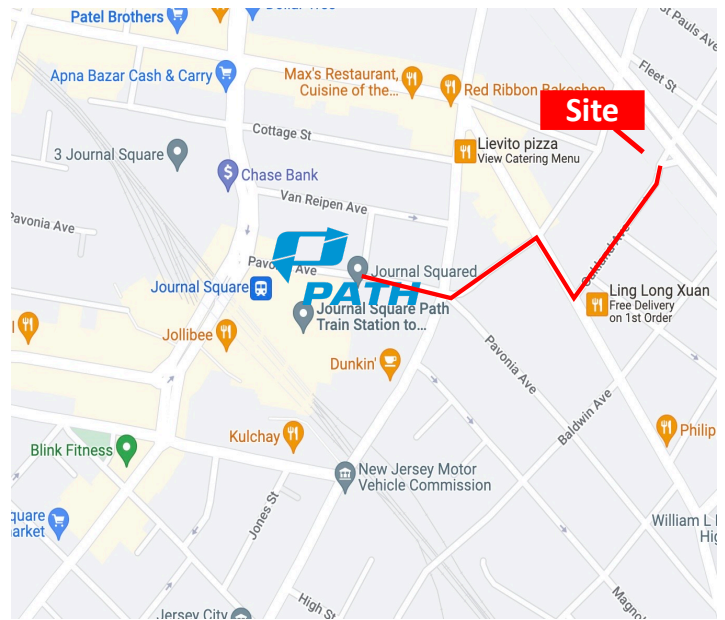 Patel Brothers
St Pauls Ave
Fleet St
Apna Bazar Cash & Carry
Max's Restaurant,
Cuisine of the...
Red Ribbon Bakeshop
Site
Cottage St
Lievito pizza
View Catering Menu
3 Journal Square
Chase Bank
Van Reipen Ave
Pavonia Ave
Pavonia Ave
Journal Squared
Oakland Ave
Journal Square
PATH
Ling Long Xuan
Free Delivery
on 1st Order
Journal Square Path
Train Station to...
Jollibee
Dunkin'
Pavonia Ave
Baldwin Ave
Kulchay
Philip
Blink Fitness
New Jersey Motor
Vehicle Commission
Jones St
quare
arket
William L
Hig
High St
Magnol
Jersey City